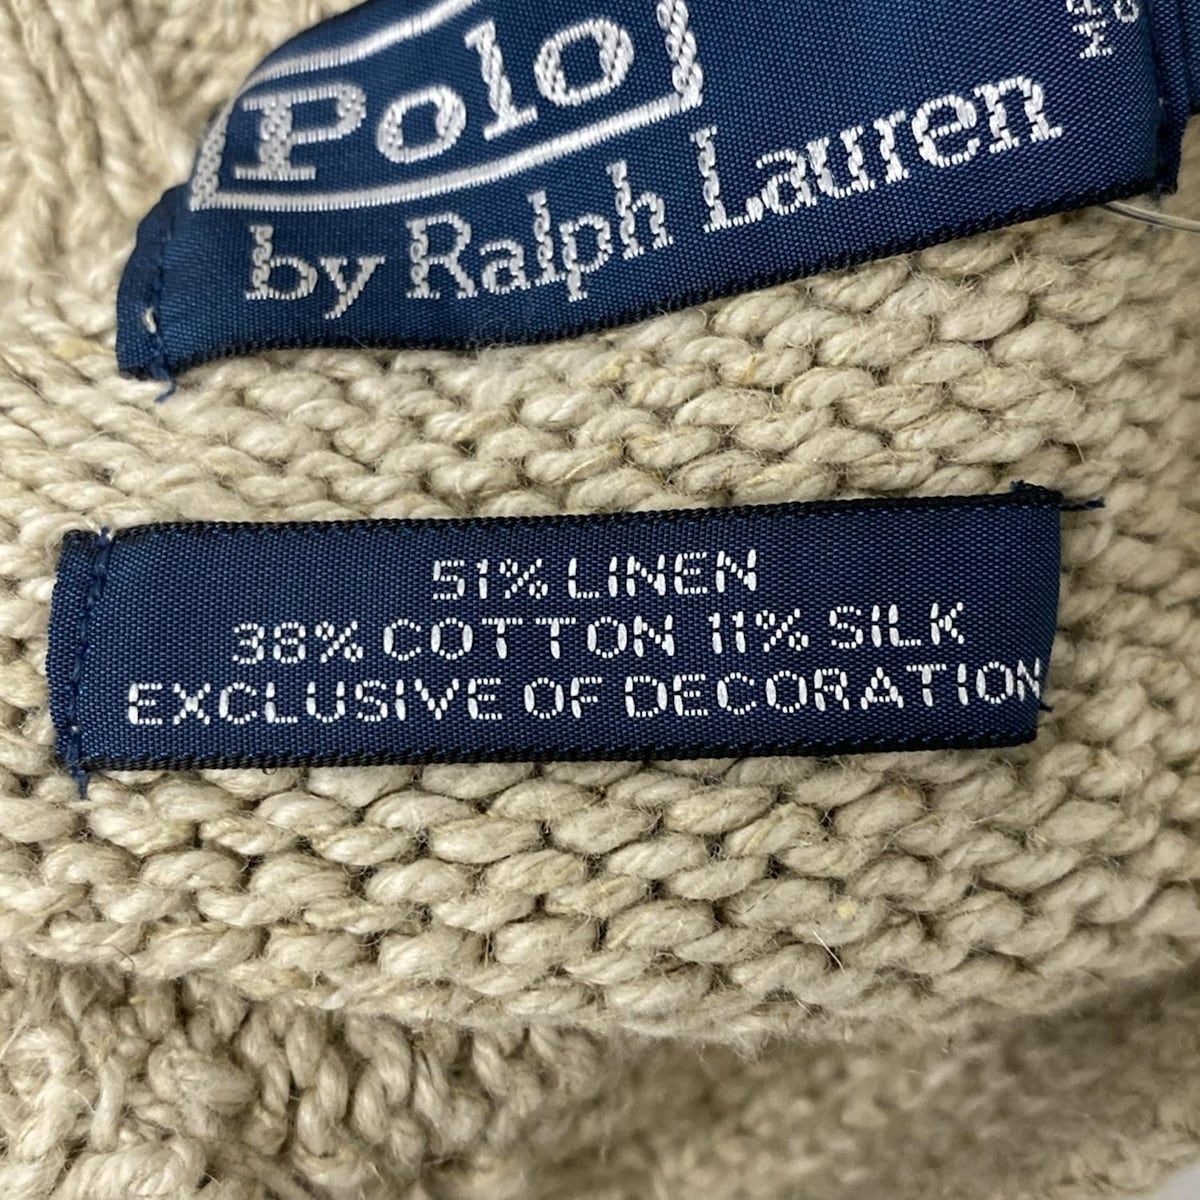 Polo
by Ralph Lauren
51% LINEN
38% COTTON 11% SILK
EXCLUSIVE OF DECORATION